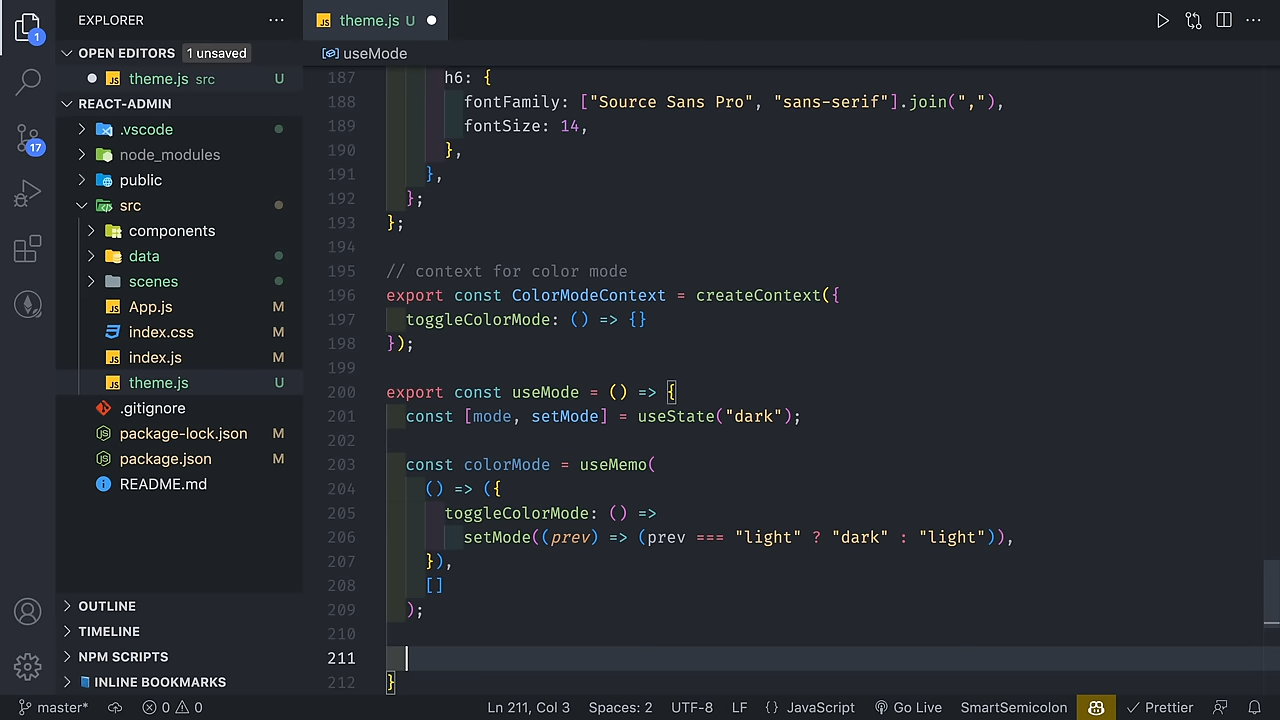 EXPLORER
theme.js U
OPEN EDITORS 1 unsaved
useMode
theme.js src U
REACT-ADMIN
.vscode
node_modules
public
src
components
data
scenes
App.js M
index.css M
index.js M
theme.js U
.gitignore
package-lock.json M
package.json M
README.md
OUTLINE
TIMELINE
NPM SCRIPTS
INLINE BOOKMARKS
1
17
187 h6: {
188 fontFamily: ["Source Sans Pro", "sans-serif"].join(","),
189 fontSize: 14,
190 },
191 },
192 };
193 };
194
195 // context for color mode
196 export const ColorModeContext = createContext({
197 toggleColorMode: () => {}
198 });
199
200 export const useMode = () => {
201 const [mode, setMode] = useState("dark");
202
203 const colorMode = useMemo(
204 () => ({
205 toggleColorMode: () =>
206 setMode((prev) => (prev === "light" ? "dark" : "light")),
207 }),
208 []
209 );
210
211
212 }
master* 0 0 Ln 211, Col 3 Spaces: 2 UTF-8 LF {} JavaScript Go Live SmartSemicolon Prettier